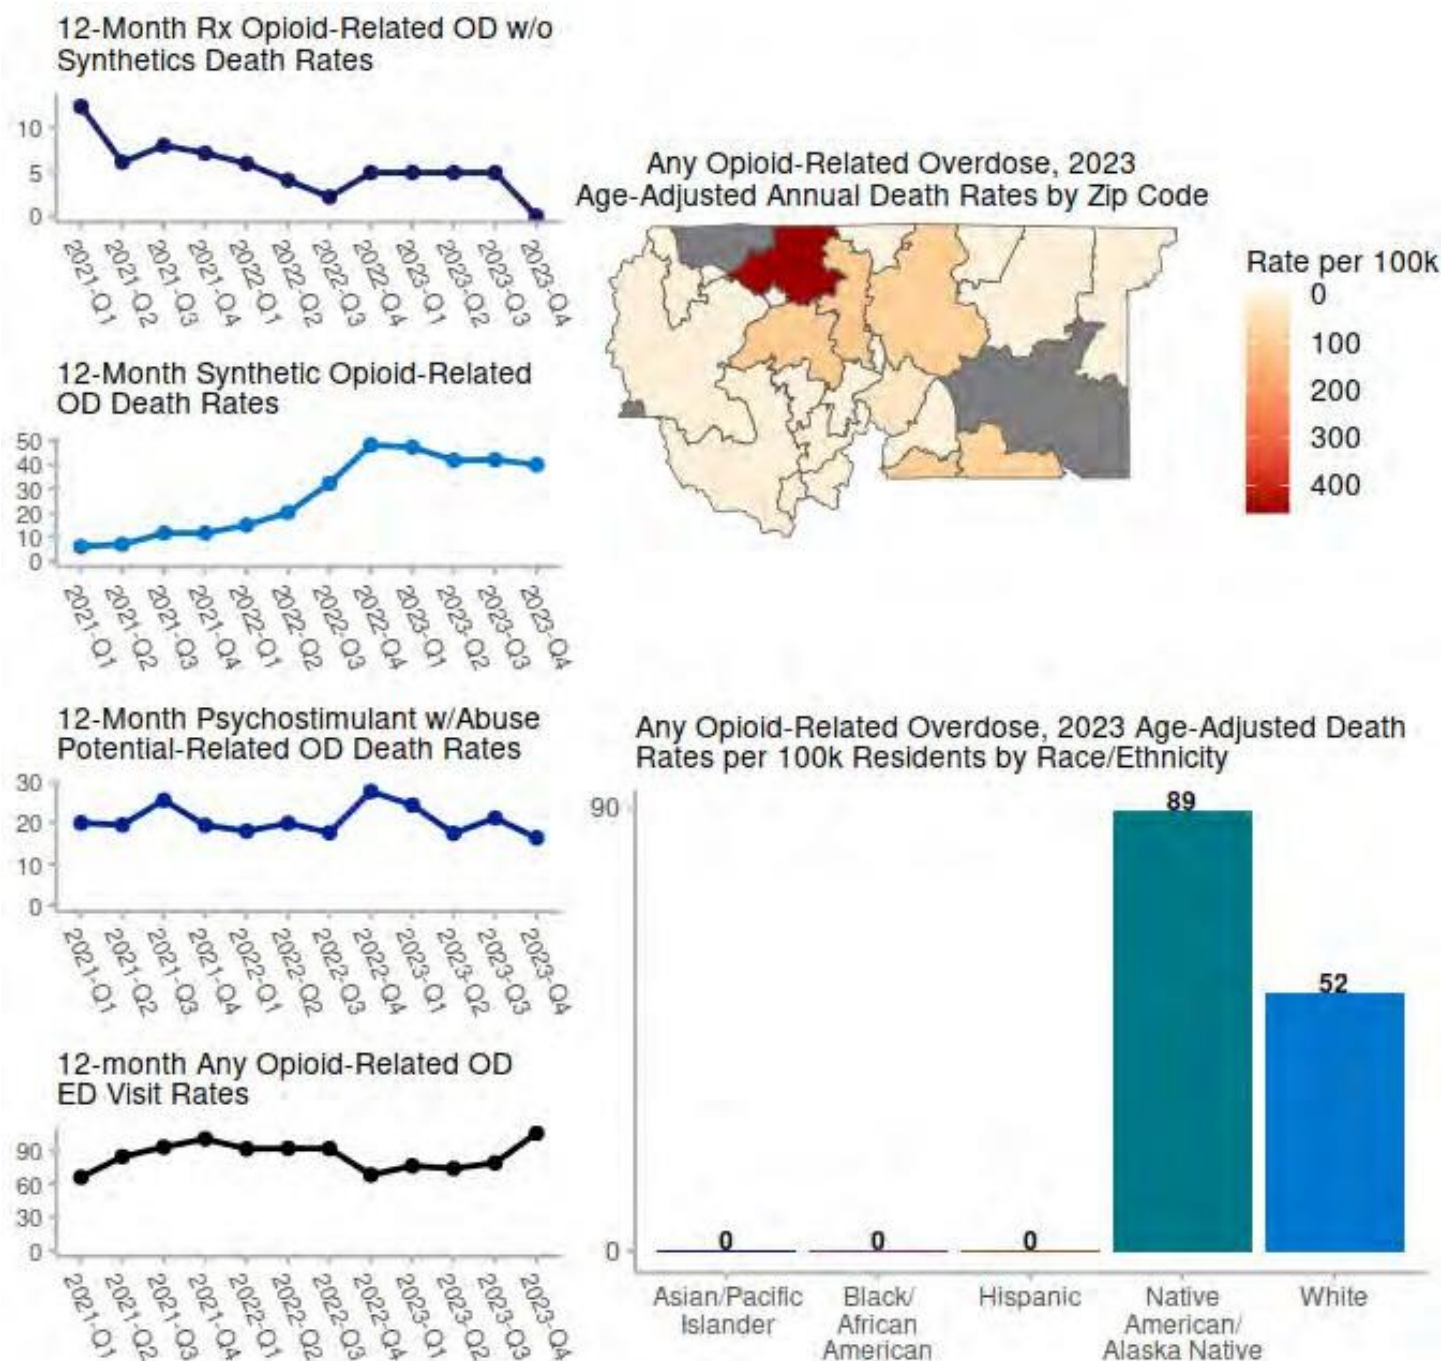 12-Month Rx Opioid-Related OD w/o
Synthetics Death Rates
10
5
0
2021-Q1
2021-Q2
2021-Q3
2021-Q4
2022-Q1
2022-Q2
2022-Q3
2022-Q4
2023-Q1
2023-Q2
2023-Q3
2023-Q4
12-Month Synthetic Opioid-Related
OD Death Rates
50
40
30
20
10
0
2021-Q1
2021-Q2
2021-Q3
2021-Q4
2022-Q1
2022-Q2
2022-Q3
2022-Q4
2023-Q1
2023-Q2
2023-Q3
2023-Q4
12-Month Psychostimulant w/Abuse
Potential-Related OD Death Rates
30
20
10
0
2021-Q1
2021-Q2
2021-Q3
2021-Q4
2022-Q1
2022-Q2
2022-Q3
2022-Q4
2023-Q1
2023-Q2
2023-Q3
2023-Q4
12-month Any Opioid-Related OD
ED Visit Rates
90
60
30
0
2021-Q1
2021-Q2
2021-Q3
2021-Q4
2022-Q1
2022-Q2
2022-Q3
2022-Q4
2023-Q1
2023-Q2
2023-Q3
2023-Q4
Any Opioid-Related Overdose, 2023
Age-Adjusted Annual Death Rates by Zip Code
Rate per 100k
0
100
200
300
400
Any Opioid-Related Overdose, 2023 Age-Adjusted Death
Rates per 100k Residents by Race/Ethnicity
90
0
0
0
0
89
52
Asian/Pacific
Islander
Black/
African
American
Hispanic
Native
American/
Alaska Native
White